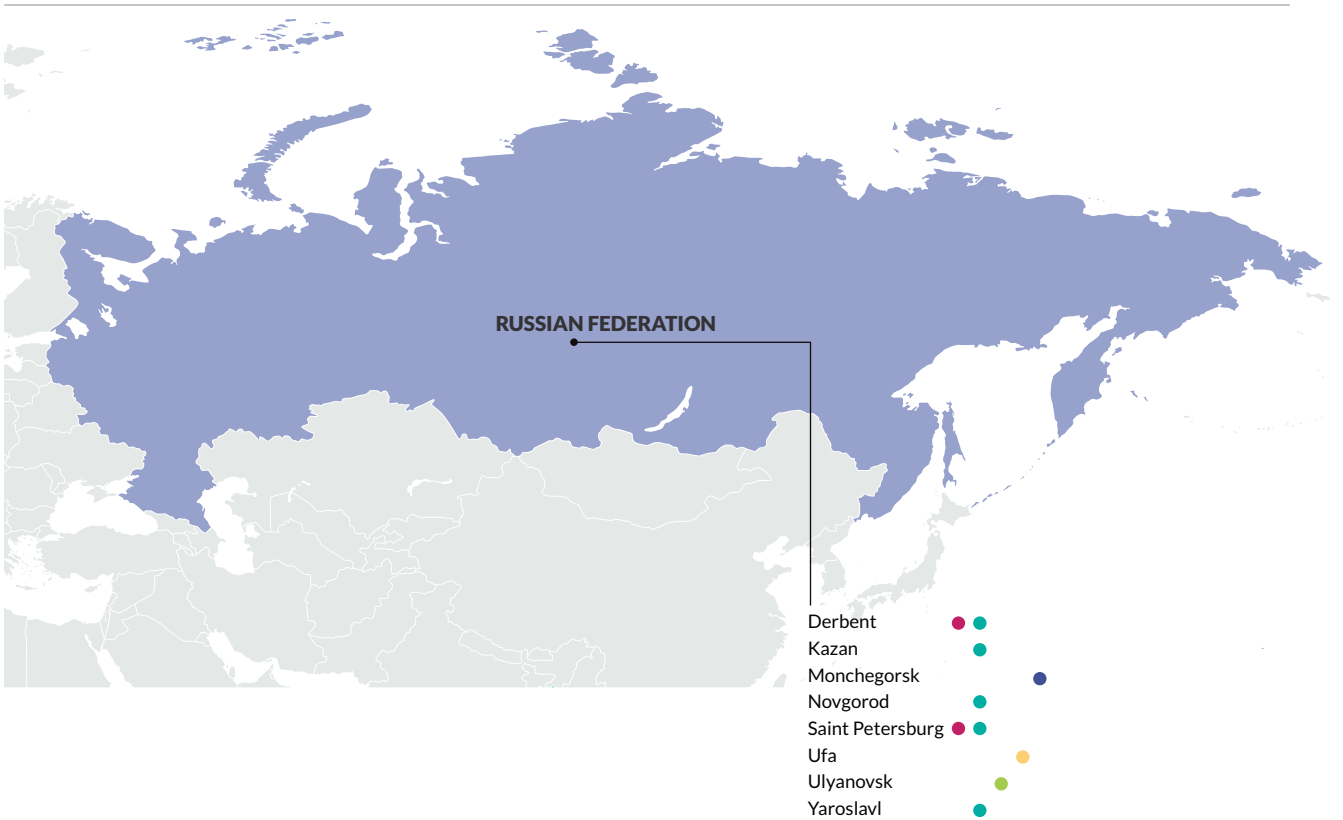 RUSSIAN FEDERATION
Derbent
Kazan
Monchegorsk
Novgorod
Saint Petersburg
Ufa
Ulyanovsk
Yaroslavl